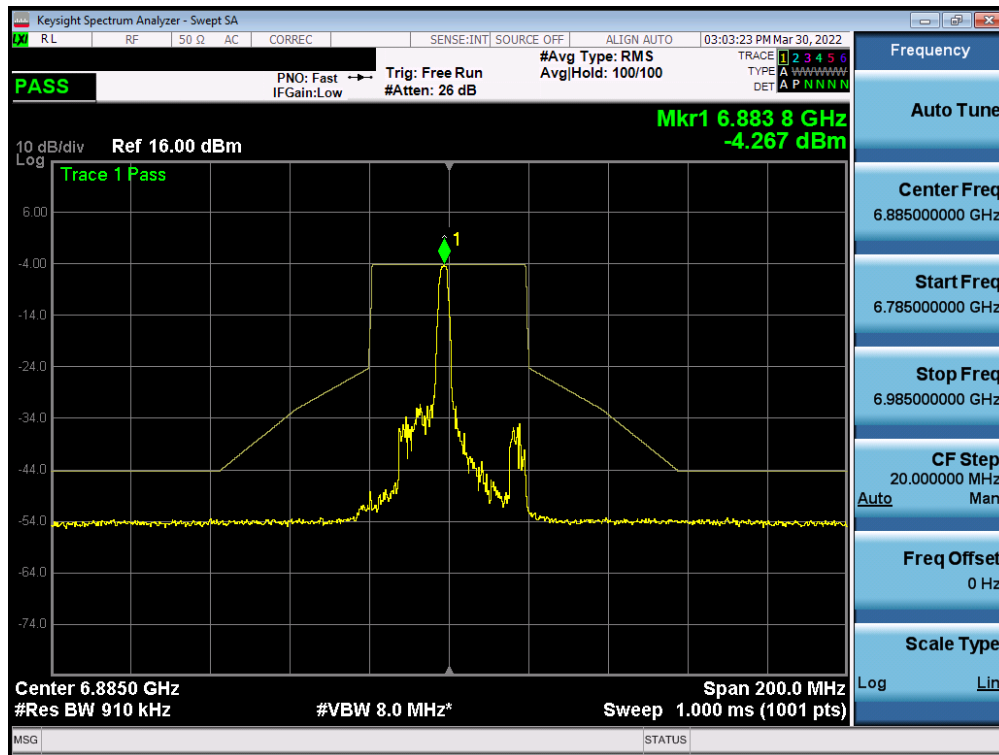 Keysight Spectrum Analyzer - Swept SA
LXI RL RF 50 Ω AC CORREC SENSE:INT SOURCE OFF ALIGN AUTO 03:03:23 PM Mar 30, 2022
PASS
PNO: Fast
IFGain:Low
Trig: Free Run
#Atten: 26 dB
#Avg Type: RMS
Avg|Hold: 100/100
TRACE 1 2 3 4 5 6
TYPE A WWWWW
DET A P N N N N
Mkr1 6.883 8 GHz
-4.267 dBm
10 dB/div Ref 16.00 dBm
Log
Trace 1 Pass
1
6.00
-4.00
-14.0
-24.0
-34.0
-44.0
-54.0
-64.0
-74.0
Center 6.8850 GHz Span 200.0 MHz
#Res BW 910 kHz #VBW 8.0 MHz* Sweep 1.000 ms (1001 pts)
MSG STATUS
Frequency
Auto Tune
Center Freq
6.885000000 GHz
Start Freq
6.785000000 GHz
Stop Freq
6.985000000 GHz
CF Step
20.000000 MHz
Auto Man
Freq Offset
0 Hz
Scale Type
Log Lin